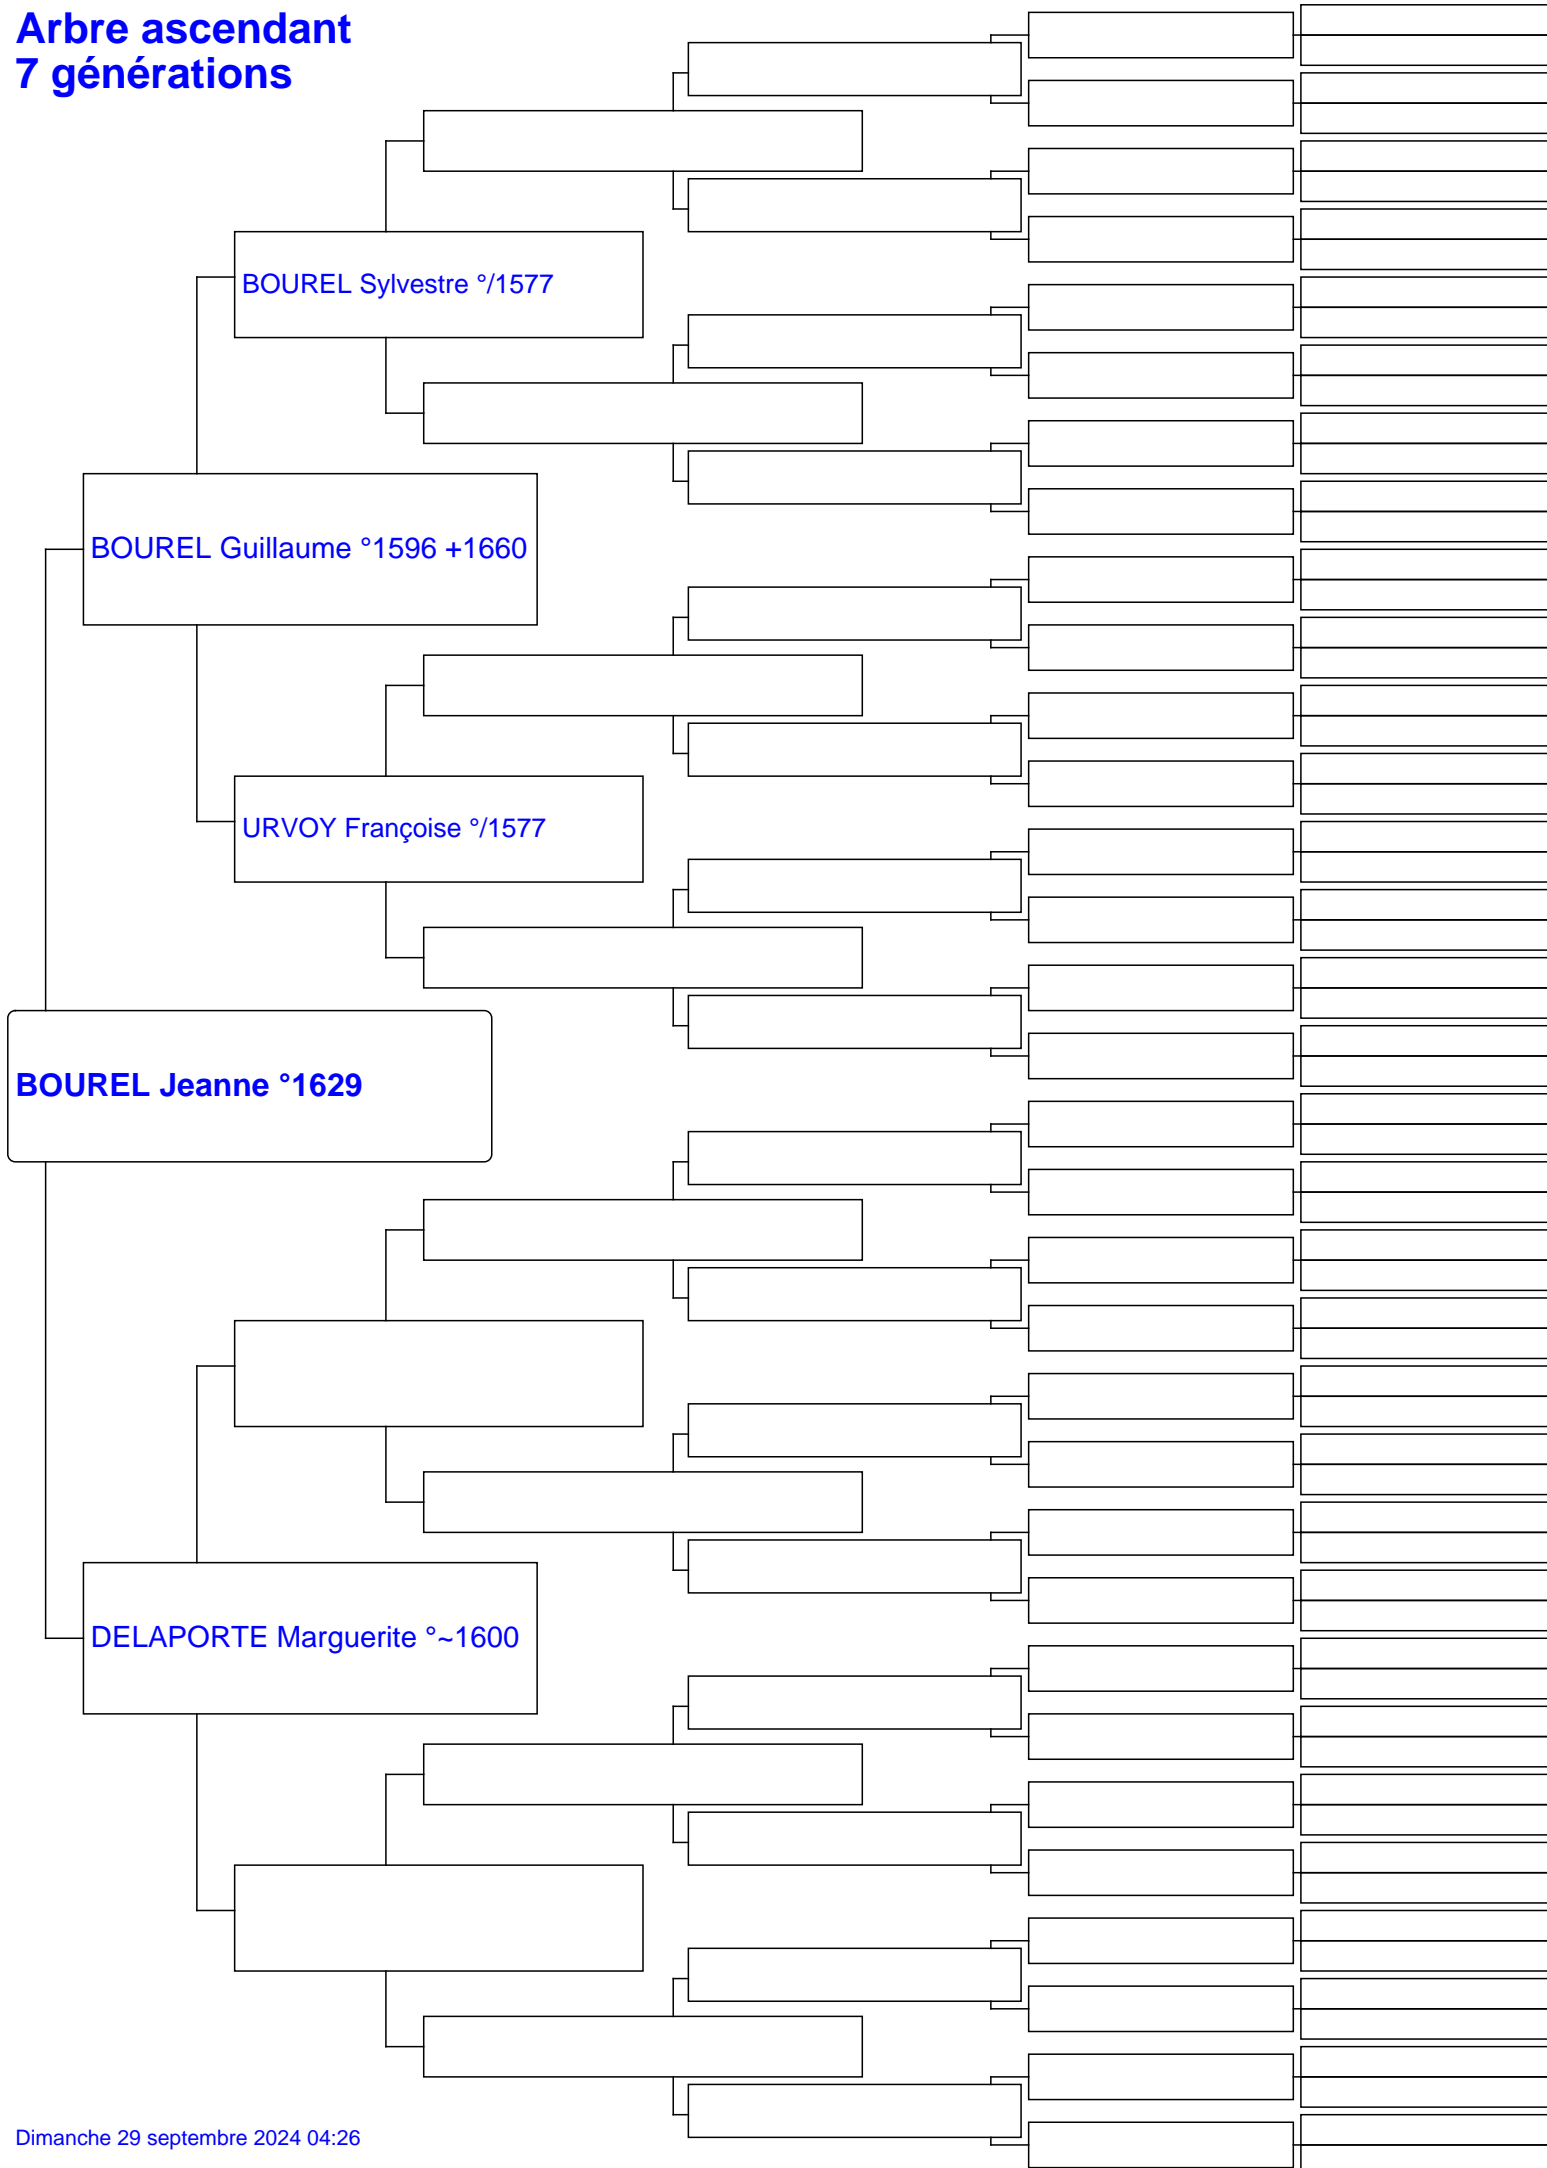 Arbre ascendant
7 générations
BOUREL Sylvestre °/1577
BOUREL Guillaume °1596 +1660
URVOY Françoise °/1577
BOUREL Jeanne °1629
DELAPORTE Marguerite °~1600
Dimanche 29 septembre 2024 04:26